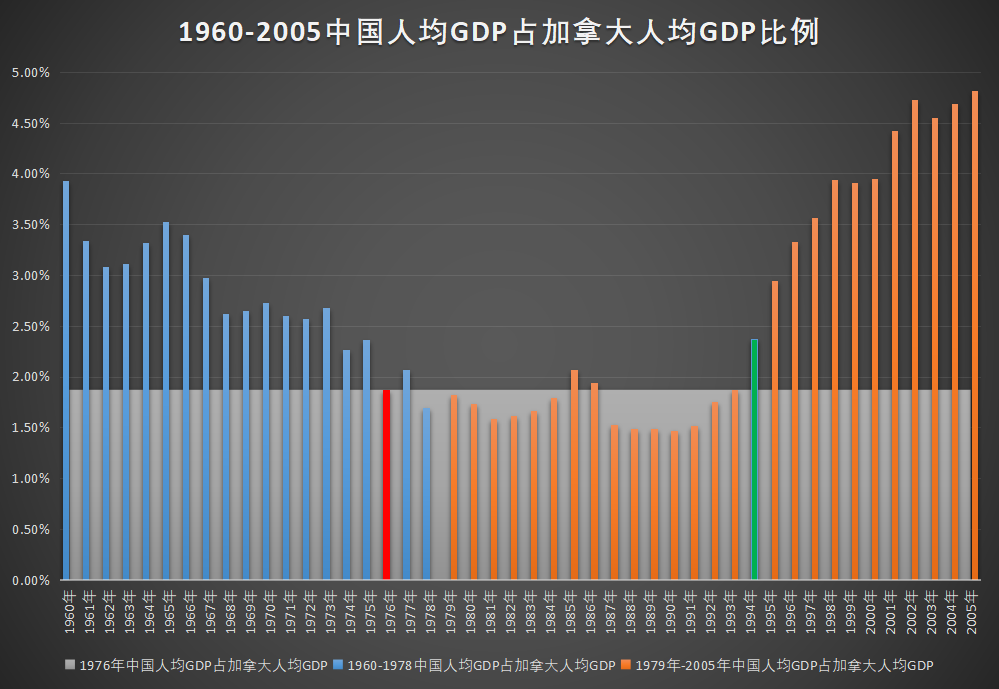 1960-2005中国人均GDP占加拿大人均GDP比例
5.00%
4.50%
4.00%
3.50%
3.00%
2.50%
2.00%
1.50%
1.00%
0.50%
0.00%
1960年
1961年
1962年
1963年
1964年
1965年
1966年
1967年
1968年
1969年
1970年
1971年
1972年
1973年
1974年
1975年
1976年
1977年
1978年
1979年
1980年
1981年
1982年
1983年
1984年
1985年
1986年
1987年
1988年
1989年
1990年
1991年
1992年
1993年
1994年
1995年
1996年
1997年
1998年
1999年
2000年
2001年
2002年
2003年
2004年
2005年
1976年中国人均GDP占加拿大人均GDP
1960-1978中国人均GDP占加拿大人均GDP
1979年-2005年中国人均GDP占加拿大人均GDP